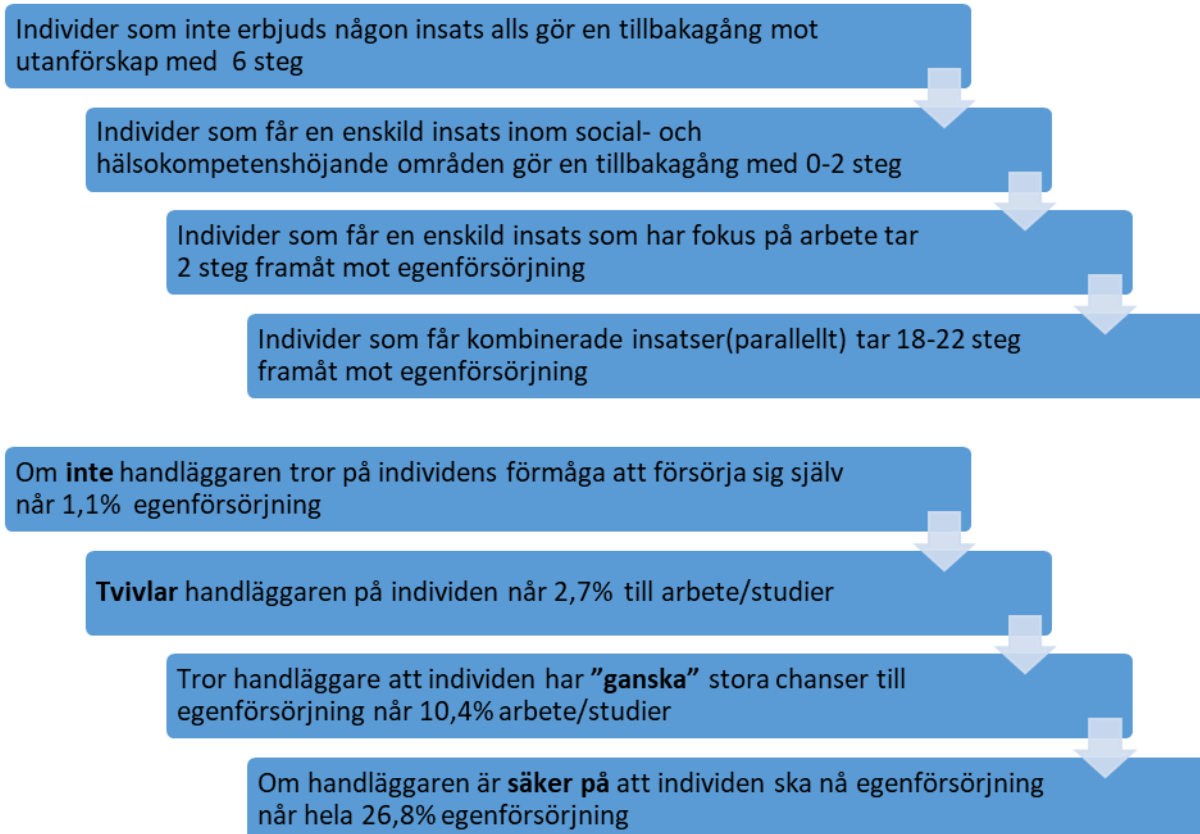 Individer som inte erbjuds någon insats alls gör en tillbakagång mot
utanförskap med 6 steg
Individer som får en enskild insats inom social- och
hälsokompetenshöjande områden gör en tillbakagång med 0-2 steg
Individer som får en enskild insats som har fokus på arbete tar
2 steg framåt mot egenförsörjning
Individer som får kombinerade insatser(parallellt) tar 18-22 steg
framåt mot egenförsörjning
Om inte handläggaren tror på individens förmåga att försörja sig själv
når 1,1% egenförsörjning
Tvivlar handläggaren på individen når 2,7% till arbete/studier
Tror handläggare att individen har ”ganska” stora chanser till
egenförsörjning når 10,4% arbete/studier
Om handläggaren är säker på att individen ska nå egenförsörjning
når hela 26,8% egenförsörjning